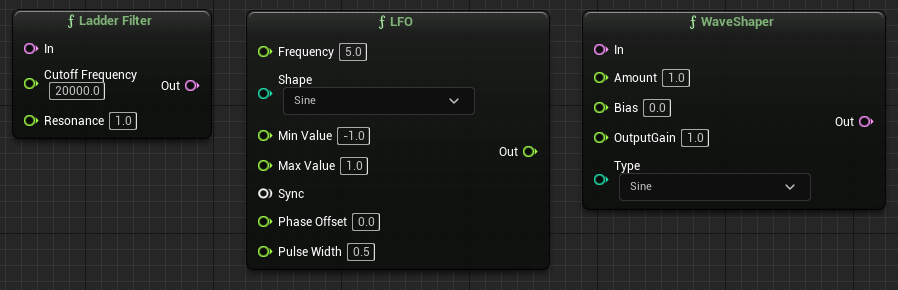 Ladder Filter
In
Cutoff Frequency
20000.0
Out
Resonance 1.0
LFO
Frequency 5.0
Shape
Sine
Min Value -1.0
Out
Max Value 1.0
Sync
Phase Offset 0.0
Pulse Width 0.5
WaveShaper
In
Amount 1.0
Bias 0.0
Out
OutputGain 1.0
Type
Sine